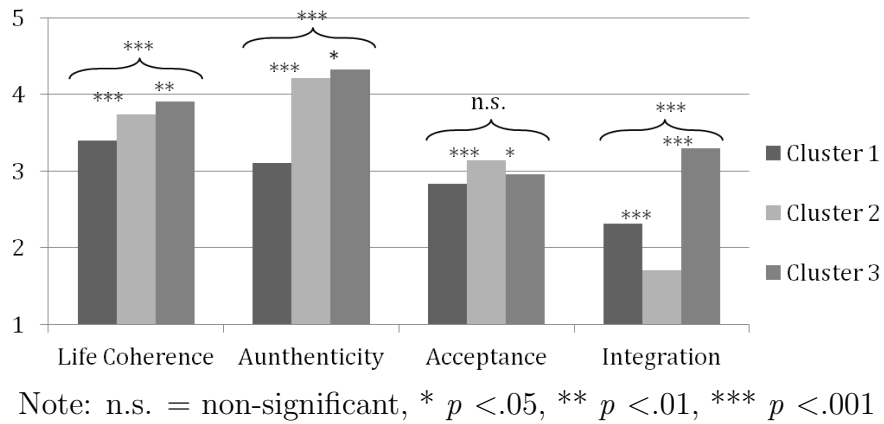 5
***
***
*
***
***
**
4
n.s.
***
***
***
*
3
***
2
1
Life Coherence Aunthenticity Acceptance Integration
Cluster 1
Cluster 2
Cluster 3
Note: n.s. = non-significant, * p <.05, ** p <.01, *** p <.001